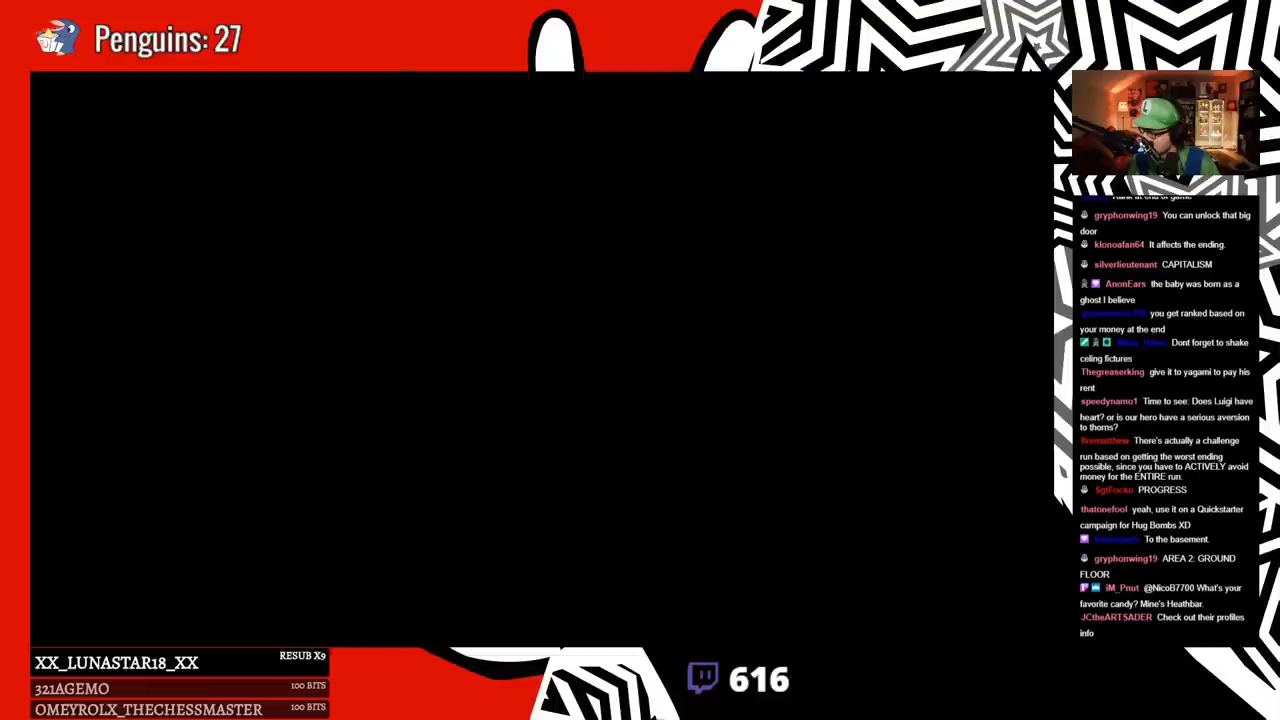 Penguins: 27
gryphonwing19 You can unlock that big
door
klonoafan64 It affects the ending.
silverlieutenant CAPITALISM
AnonEars the baby was born as a
ghost I believe
you get ranked based on
your money at the end
Dont forget to shake
celing fictures
Thegreaserking give it to yagami to pay his
rent
speedynamo1 Time to see: Does Luigi have
heart? or is our hero have a serious aversion
to thorns?
firematthew There's actually a challenge
run based on getting the worst ending
possible, since you have to ACTIVELY avoid
money for the ENTIRE run.
SgtFocko PROGRESS
thatonefool yeah, use it on a Quickstarter
campaign for Hug Bombs XD
To the basement.
gryphonwing19 AREA 2: GROUND
FLOOR
iM_Pnut @NicoB7700 What's your
favorite candy? Mine's Heathbar.
JCtheARTSADER Check out their profiles
info
XX_LUNASTAR18_XX RESUB X9
321AGEMO 100 BITS
OMEYROLX_THECHESSMASTER 100 BITS
616